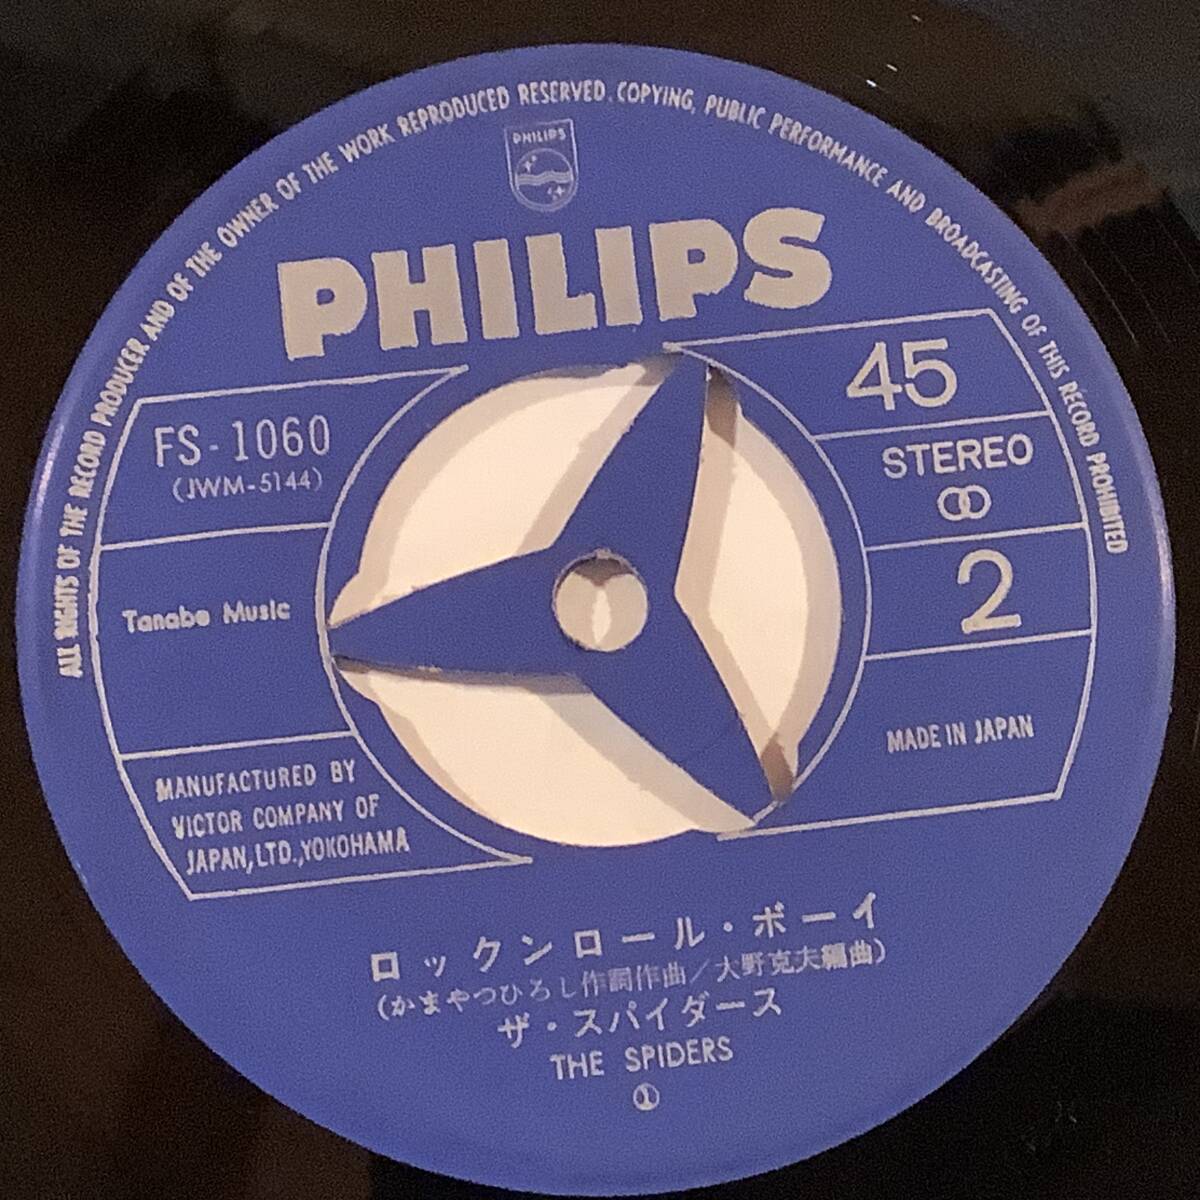 ALL RIGHTS OF THE RECORD PRODUCER AND OF THE OWNER OF THE WORK REPRODUCED RESERVED. COPYING, PUBLIC PERFORMANCE AND BROADCASTING OF THIS RECORD PROHIBITED
PHILIPS
PHILIPS
FS-1060
(JWM-5144)
Tanabe Music
MANUFACTURED BY
VICTOR COMPANY OF
JAPAN, LTD., YOKOHAMA
45
STEREO
2
MADE IN JAPAN
ロックンロール・ボーイ
(かまやつひろし作詞作曲/大野克夫編曲)
ザ・スパイダース
THE SPIDERS
①